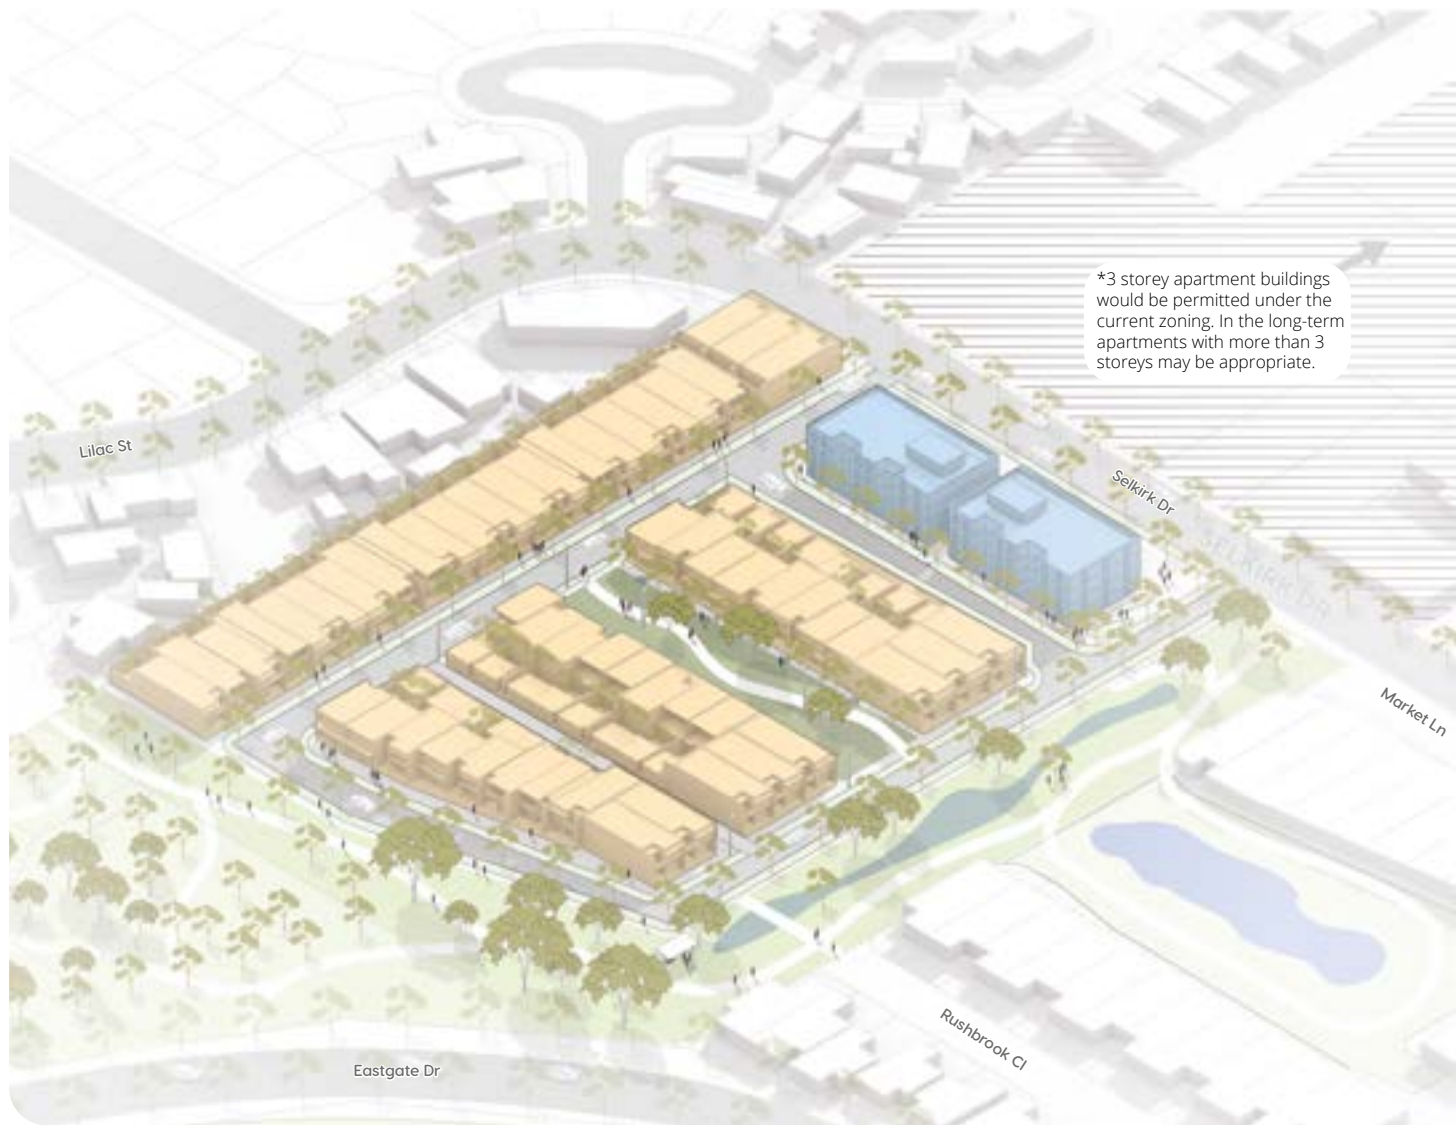 *3 storey apartment buildings
would be permitted under the
current zoning. In the long-term
apartments with more than 3
storeys may be appropriate.
Lilac St
Selkirk Dr
SELKIRK DR
Market Ln
Rushbrook Cl
Eastgate Dr